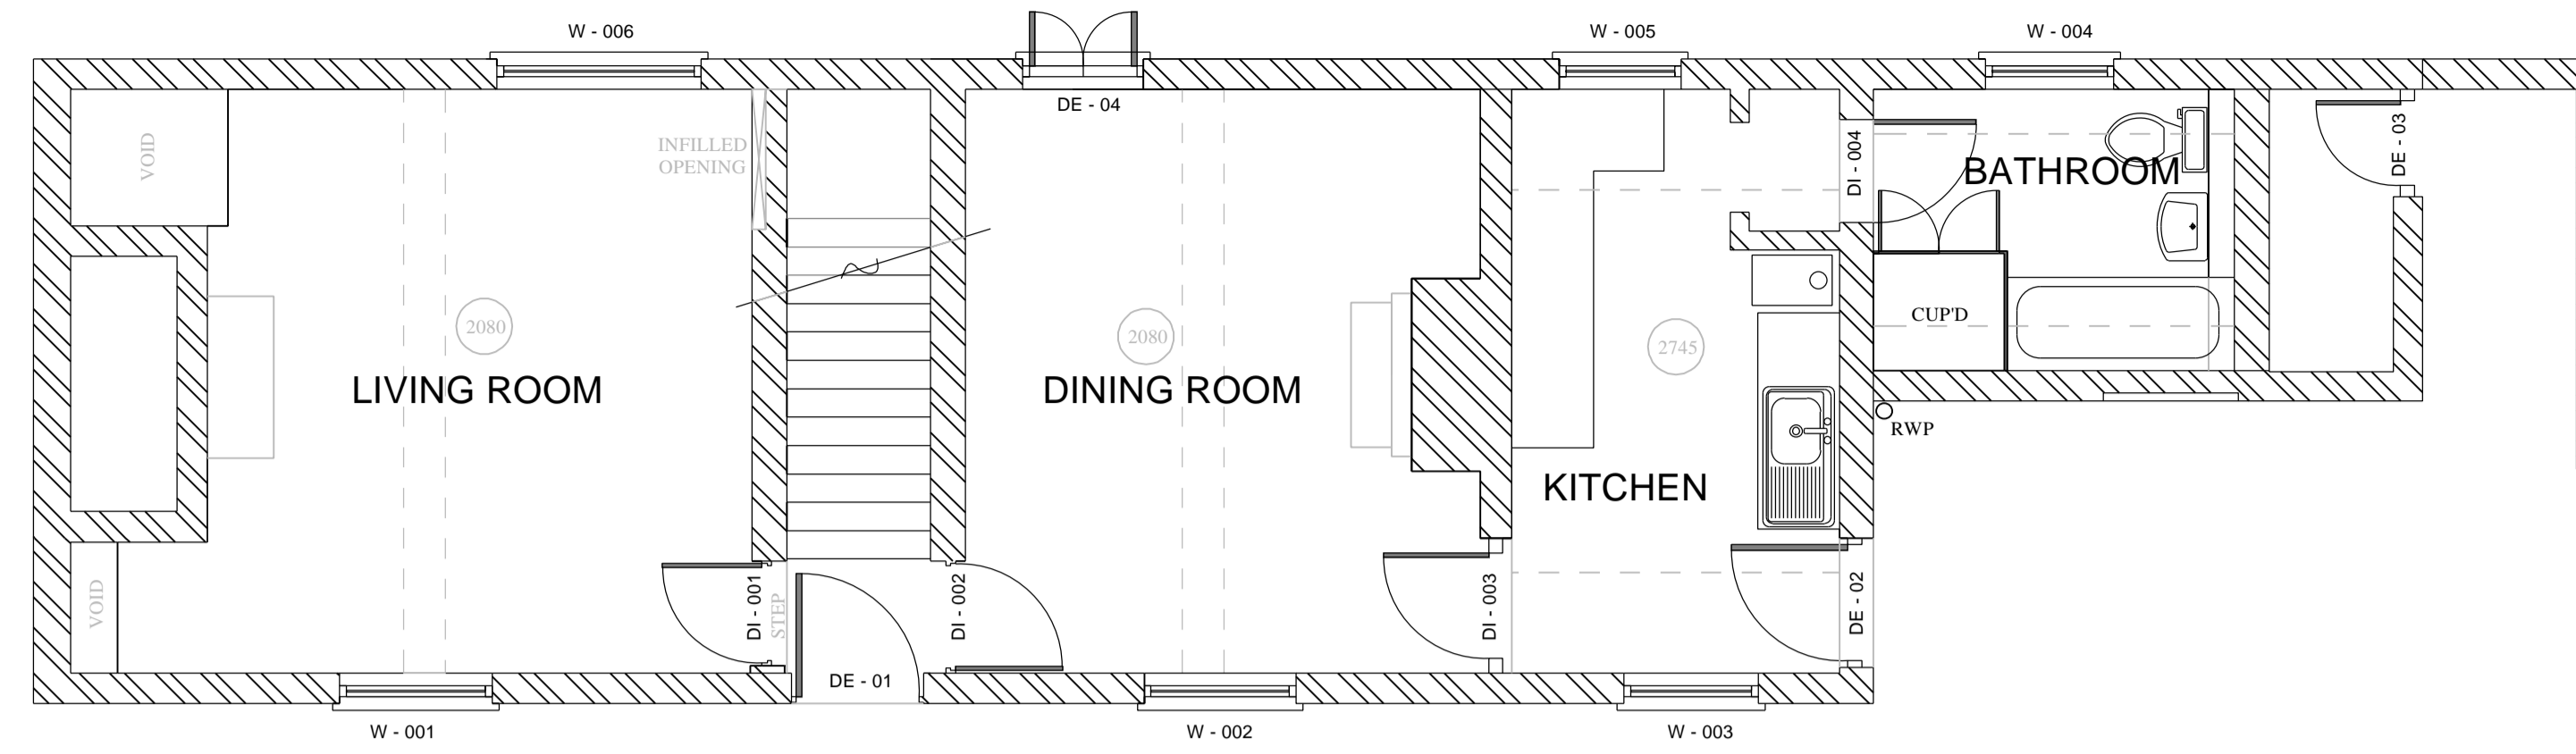 W - 006
W - 005
W - 004
DE - 04
VOID
INFILLED
OPENING
DI - 004
BATHROOM
DE - 03
2080
2080
2745
CUP'D
LIVING ROOM
DINING ROOM
RWP
KITCHEN
VOID
DI - 001
STEP
DI - 002
DI - 003
DE - 02
DE - 01
W - 001
W - 002
W - 003